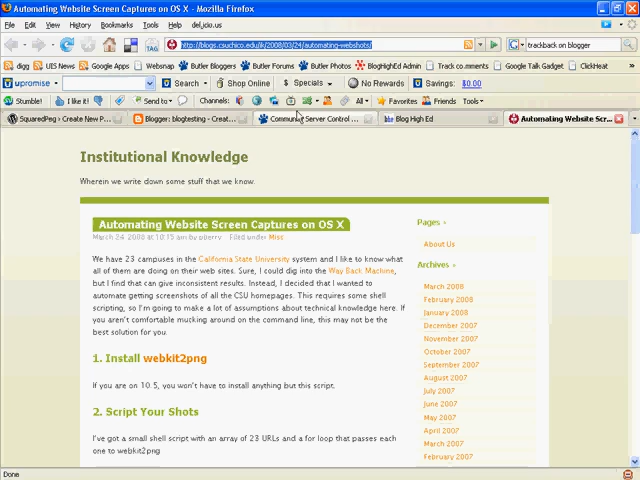 Automating Website Screen Captures on OS X - Mozilla Firefox
File Edit View History Bookmarks Tools Help del.icio.us
TAG http://blogs.csuchico.edu/ik/2008/03/24/automating-webshots/ trackback on blogger
digg UIS News Google Apps Websnap Butler Bloggers Butler Forums Butler Photos BlogHighEd Admin Track comments Google Talk Gadget ClickHeat
upromise Search Shop Online $ Specials No Rewards Savings: $0.00
Stumble! I like it! Send to Channels: All Favorites Friends Tools
SquaredPeg › Create New P... Blogger: blogtesting - Creat... Community Server Control ... Blog High Ed Automating Website Scr...
Institutional Knowledge
Wherein we write down some stuff that we know.
Automating Website Screen Captures on OS X
March 24, 2008 at 10:15 am by pberry Filed under Misc
We have 23 campuses in the California State University system and I like to know what
all of them are doing on their web sites. Sure, I could dig into the Way Back Machine,
but I find that can give inconsistent results. Instead, I decided that I wanted to
automate getting screenshots of all the CSU homepages. This requires some shell
scripting, so I'm going to make a lot of assumptions about technical knowledge here. If
you aren't comfortable mucking around on the command line, this may not be the
best solution for you.
1. Install webkit2png
If you are on 10.5, you won't have to install anything but this script.
2. Script Your Shots
I've got a small shell script with an array of 23 URLs and a for loop that passes each
one to webkit2png
Pages »
About Us
Archives »
March 2008
February 2008
January 2008
December 2007
November 2007
October 2007
September 2007
August 2007
July 2007
June 2007
May 2007
April 2007
March 2007
February 2007
Done